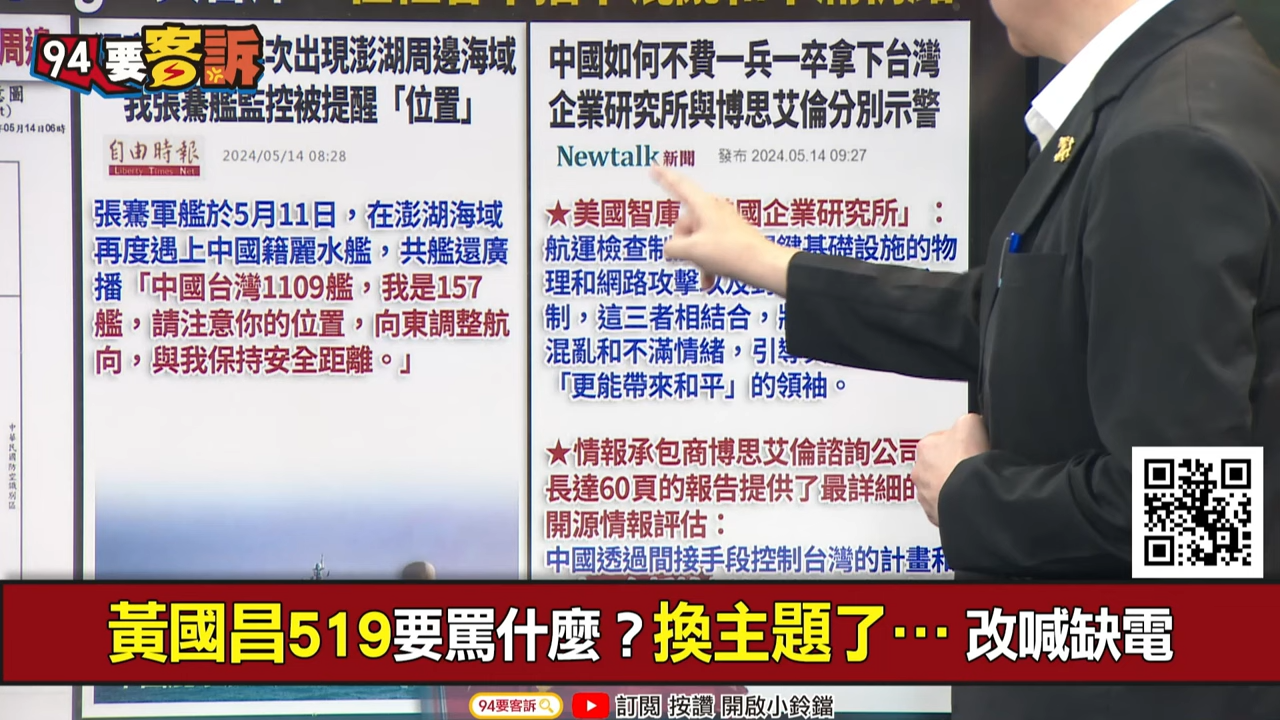 94要客訴
次出現澎湖周邊海域
我張騫艦監控被提醒「位置」
自由時報
Liberty Times Net
2024/05/14 08:28
張騫軍艦於5月11日，在澎湖海域
再度遇上中國籍麗水艦，共艦還廣
播「中國台灣1109艦，我是157
艦，請注意你的位置，向東調整航
向，與我保持安全距離。」
中國如何不費一兵一卒拿下台灣
企業研究所與博思艾倫分別示警
Newtalk新聞
發布 2024.05.14 09:27
★美國智庫 國企業研究所」：
航運檢查制 鍵基礎設施的物
理和網路攻擊以及
制，這三者相結合，
混亂和不滿情緒，引導
「更能帶來和平」的領袖。
★情報承包商博思艾倫諮詢公司
長達60頁的報告提供了最詳細的
開源情報評估：
中國透過間接手段控制台灣的計畫和
05月14日06時
中華民國防空識別區
黃國昌519要罵什麼？換主題了… 改喊缺電
94要客訴
訂閱 按讚 開啟小鈴鐺